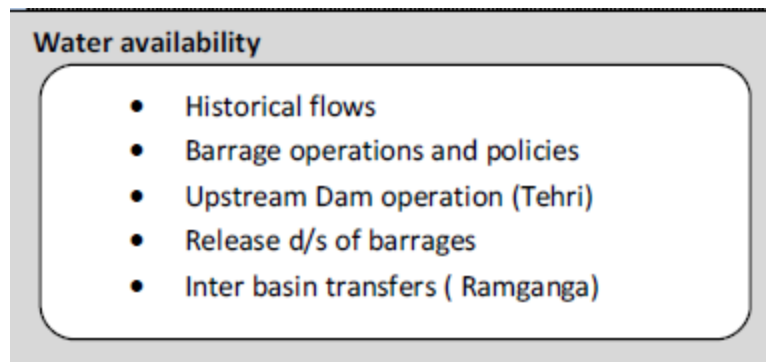 Water availability
• Historical flows
• Barrage operations and policies
• Upstream Dam operation (Tehri)
• Release d/s of barrages
• Inter basin transfers ( Ramganga)